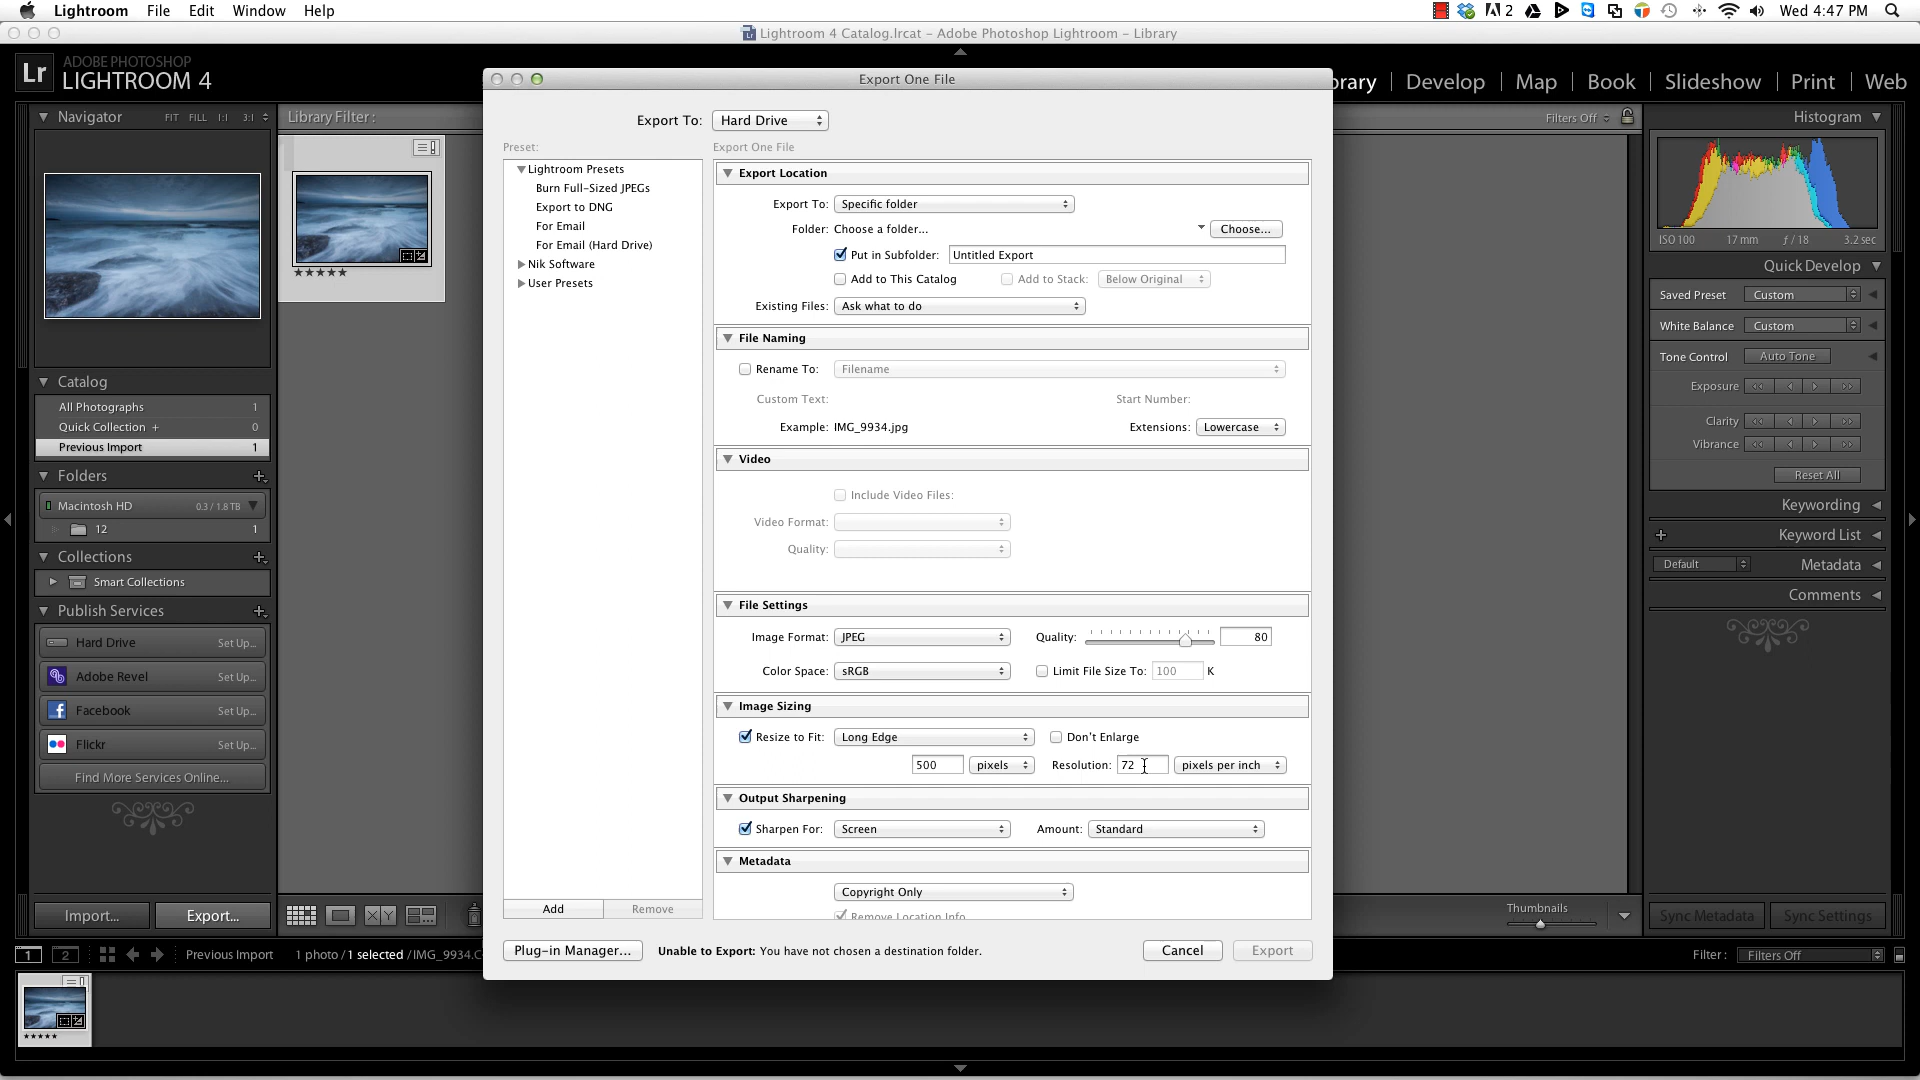 Lightroom File Edit Window Help
2 Wed 4:47 PM
Lightroom 4 Catalog.lrcat – Adobe Photoshop Lightroom – Library
Lr ADOBE PHOTOSHOP
LIGHTROOM 4
brary | Develop | Map | Book | Slideshow | Print | Web
Navigator FIT FILL 1:1 3:1
Library Filter :
Filters Off
Histogram
ISO 100 17 mm ƒ / 18 3.2 sec
Quick Develop
Saved Preset Custom
White Balance Custom
Tone Control Auto Tone
Exposure
Clarity
Vibrance
Reset All
Keywording
Keyword List
Default Metadata
Comments
Catalog
All Photographs 1
Quick Collection + 0
Previous Import 1
Folders
Macintosh HD 0.3 / 1.8 TB
12 1
Collections
Smart Collections
Publish Services
Hard Drive Set Up...
Adobe Revel Set Up...
Facebook Set Up...
Flickr Set Up...
Find More Services Online...
Import... Export...
Export One File
Export To: Hard Drive
Preset:
Lightroom Presets
Burn Full-Sized JPEGs
Export to DNG
For Email
For Email (Hard Drive)
Nik Software
User Presets
Add Remove
Export One File
Export Location
Export To: Specific folder
Folder: Choose a folder... Choose...
Put in Subfolder: Untitled Export
Add to This Catalog Add to Stack: Below Original
Existing Files: Ask what to do
File Naming
Rename To: Filename
Custom Text: Start Number:
Example: IMG_9934.jpg Extensions: Lowercase
Video
Include Video Files:
Video Format:
Quality:
File Settings
Image Format: JPEG Quality: 80
Color Space: sRGB Limit File Size To: 100 K
Image Sizing
Resize to Fit: Long Edge Don't Enlarge
500 pixels Resolution: 72 pixels per inch
Output Sharpening
Sharpen For: Screen Amount: Standard
Metadata
Copyright Only
Remove Location Info
Plug-in Manager... Unable to Export: You have not chosen a destination folder. Cancel Export
X Y
Thumbnails
Sync Metadata Sync Settings
1 2 Previous Import 1 photo / 1 selected / IMG_9934.C
Filter : Filters Off